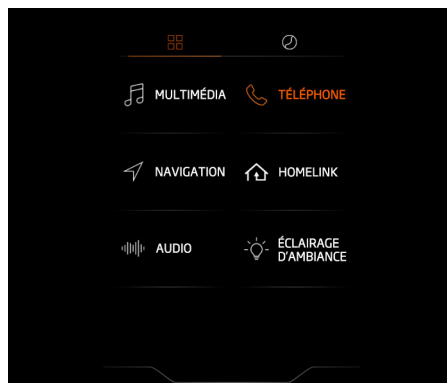 MULTIMÉDIA
TÉLÉPHONE
NAVIGATION
HOMELINK
AUDIO
ÉCLAIRAGE
D'AMBIANCE